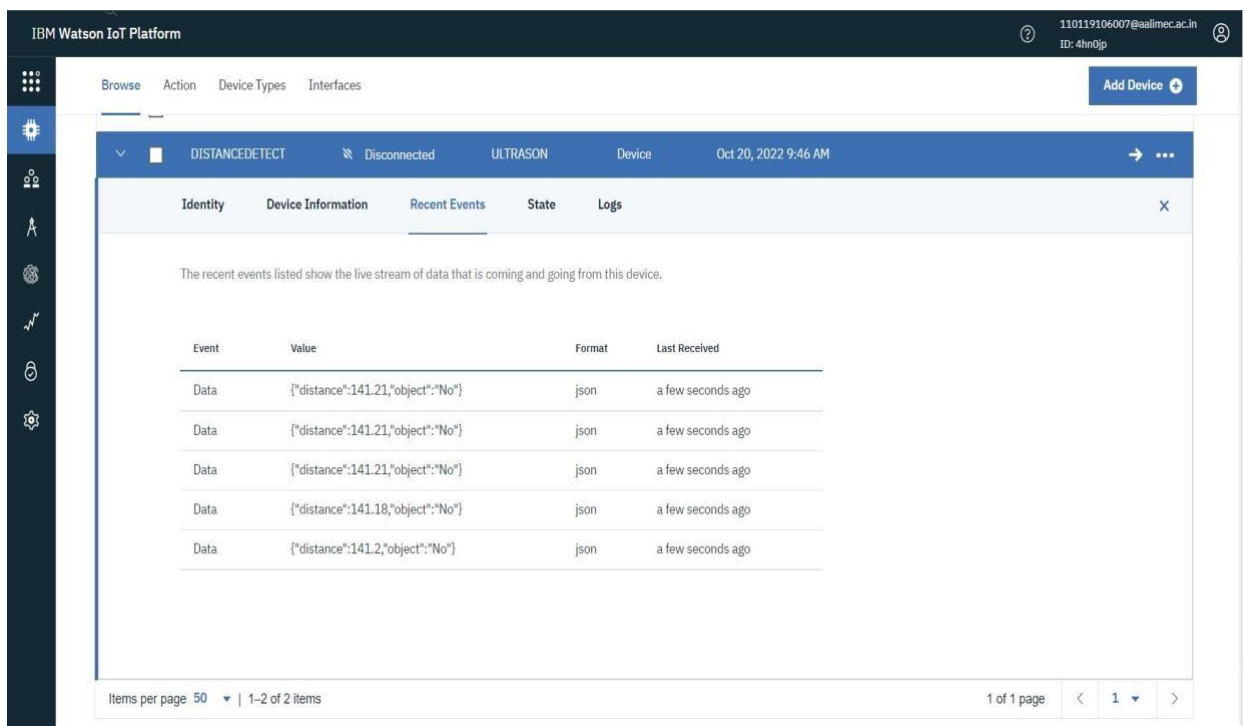 IBM Watson IoT Platform
110119106007@aalimec.ac.in
ID: 4hn0jp
Browse Action Device Types Interfaces
Add Device
DISTANCEDETECT Disconnected ULTRASON Device Oct 20, 2022 9:46 AM
Identity Device Information Recent Events State Logs
The recent events listed show the live stream of data that is coming and going from this device.
Event Value Format Last Received
Data {"distance":141.21,"object":"No"} json a few seconds ago
Data {"distance":141.21,"object":"No"} json a few seconds ago
Data {"distance":141.21,"object":"No"} json a few seconds ago
Data {"distance":141.18,"object":"No"} json a few seconds ago
Data {"distance":141.2,"object":"No"} json a few seconds ago
Items per page 50 | 1–2 of 2 items 1 of 1 page 1